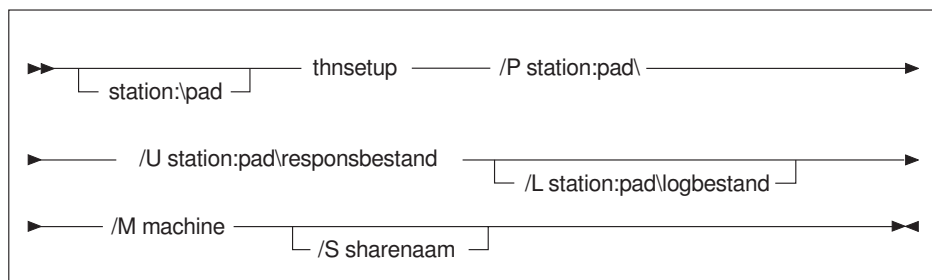 thnsetup /P station:pad\
station:\pad
/U station:pad\responsbestand
/L station:pad\logbestand
/M machine
/S sharenaam